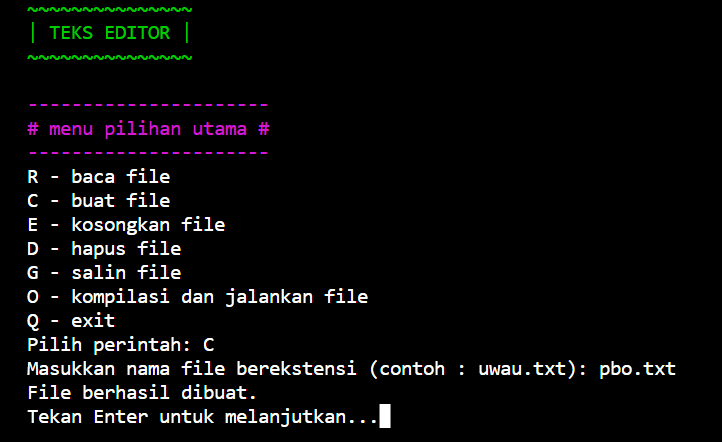 ~~~~~~~~~~~~~~~
| TEKS EDITOR |
~~~~~~~~~~~~~~~
----------------------
# menu pilihan utama #
----------------------
R - baca file
C - buat file
E - kosongkan file
D - hapus file
G - salin file
O - kompilasi dan jalankan file
Q - exit
Pilih perintah: C
Masukkan nama file berekstensi (contoh : uwau.txt): pbo.txt
File berhasil dibuat.
Tekan Enter untuk melanjutkan...